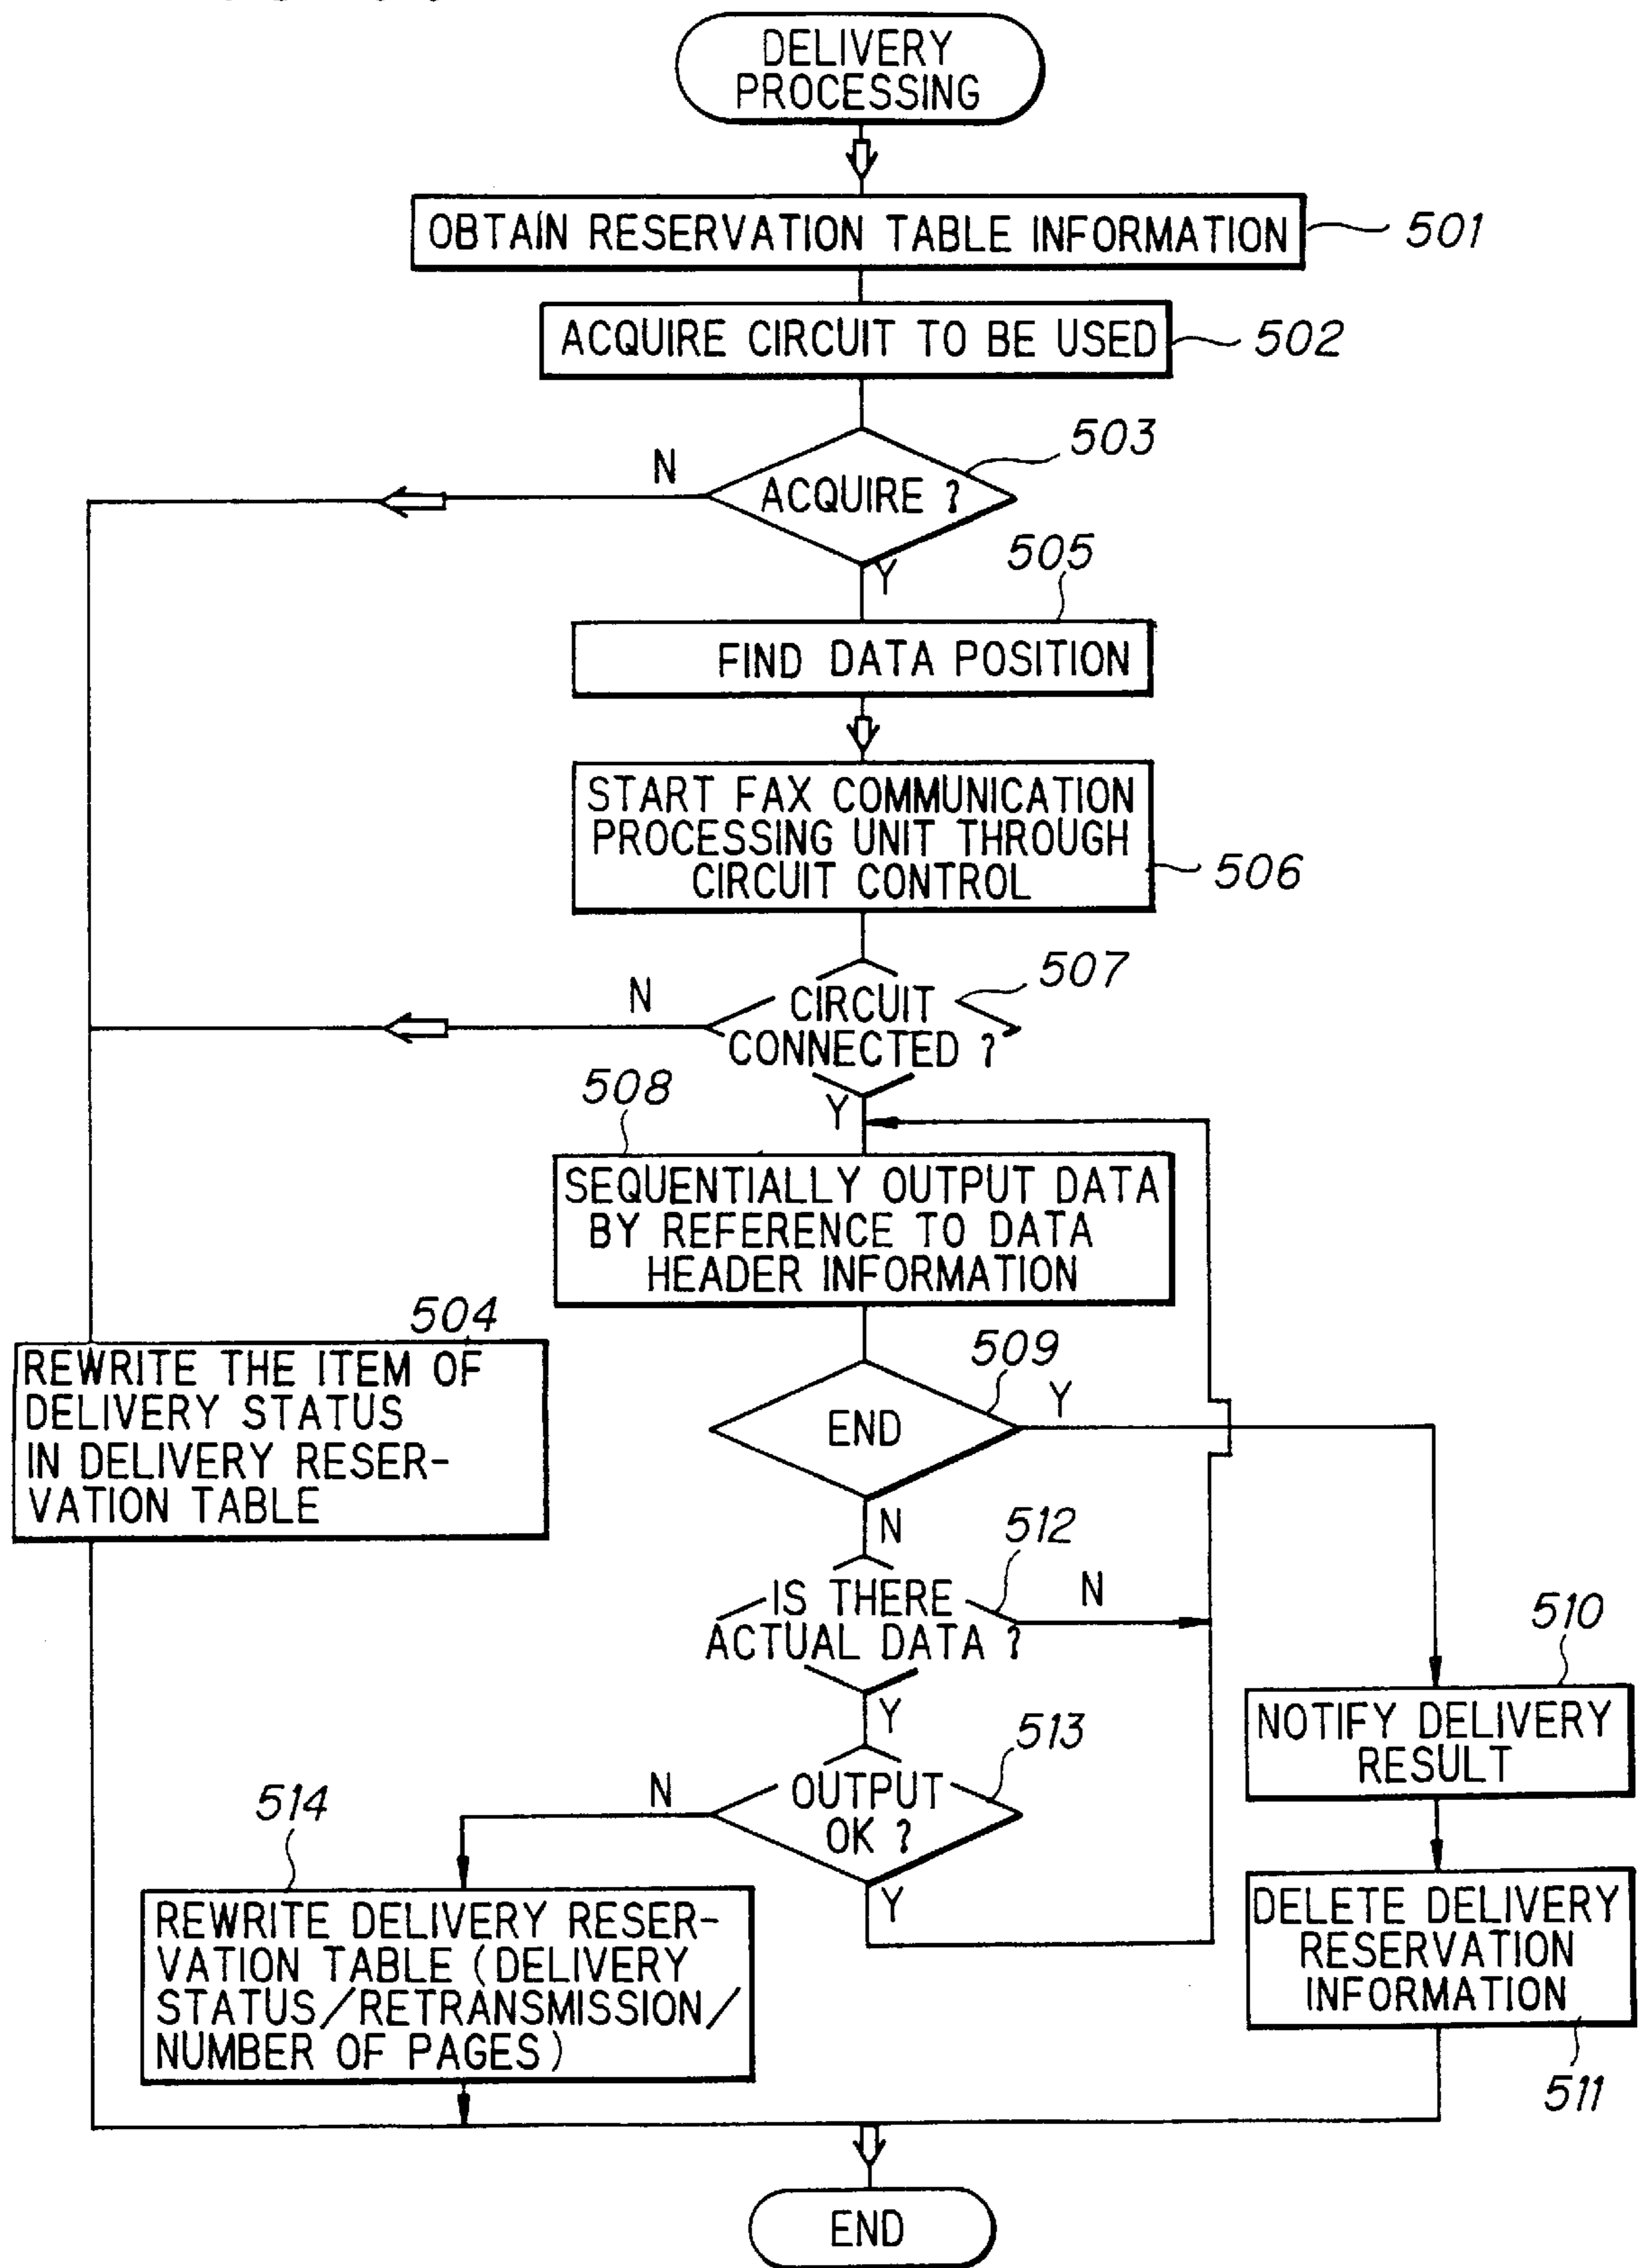 DELIVERY
PROCESSING
OBTAIN RESERVATION TABLE INFORMATION
501
ACQUIRE CIRCUIT TO BE USED
502
503
N
ACQUIRE ?
Y
505
FIND DATA POSITION
START FAX COMMUNICATION
PROCESSING UNIT THROUGH
CIRCUIT CONTROL
506
507
N
CIRCUIT
CONNECTED ?
Y
508
SEQUENTIALLY OUTPUT DATA
BY REFERENCE TO DATA
HEADER INFORMATION
504
REWRITE THE ITEM OF
DELIVERY STATUS
IN DELIVERY RESER-
VATION TABLE
509
END
Y
N
512
IS THERE
ACTUAL DATA ?
N
Y
510
NOTIFY DELIVERY
RESULT
513
OUTPUT
OK ?
N
Y
514
REWRITE DELIVERY RESER-
VATION TABLE (DELIVERY
STATUS/RETRANSMISSION/
NUMBER OF PAGES)
DELETE DELIVERY
RESERVATION
INFORMATION
511
END